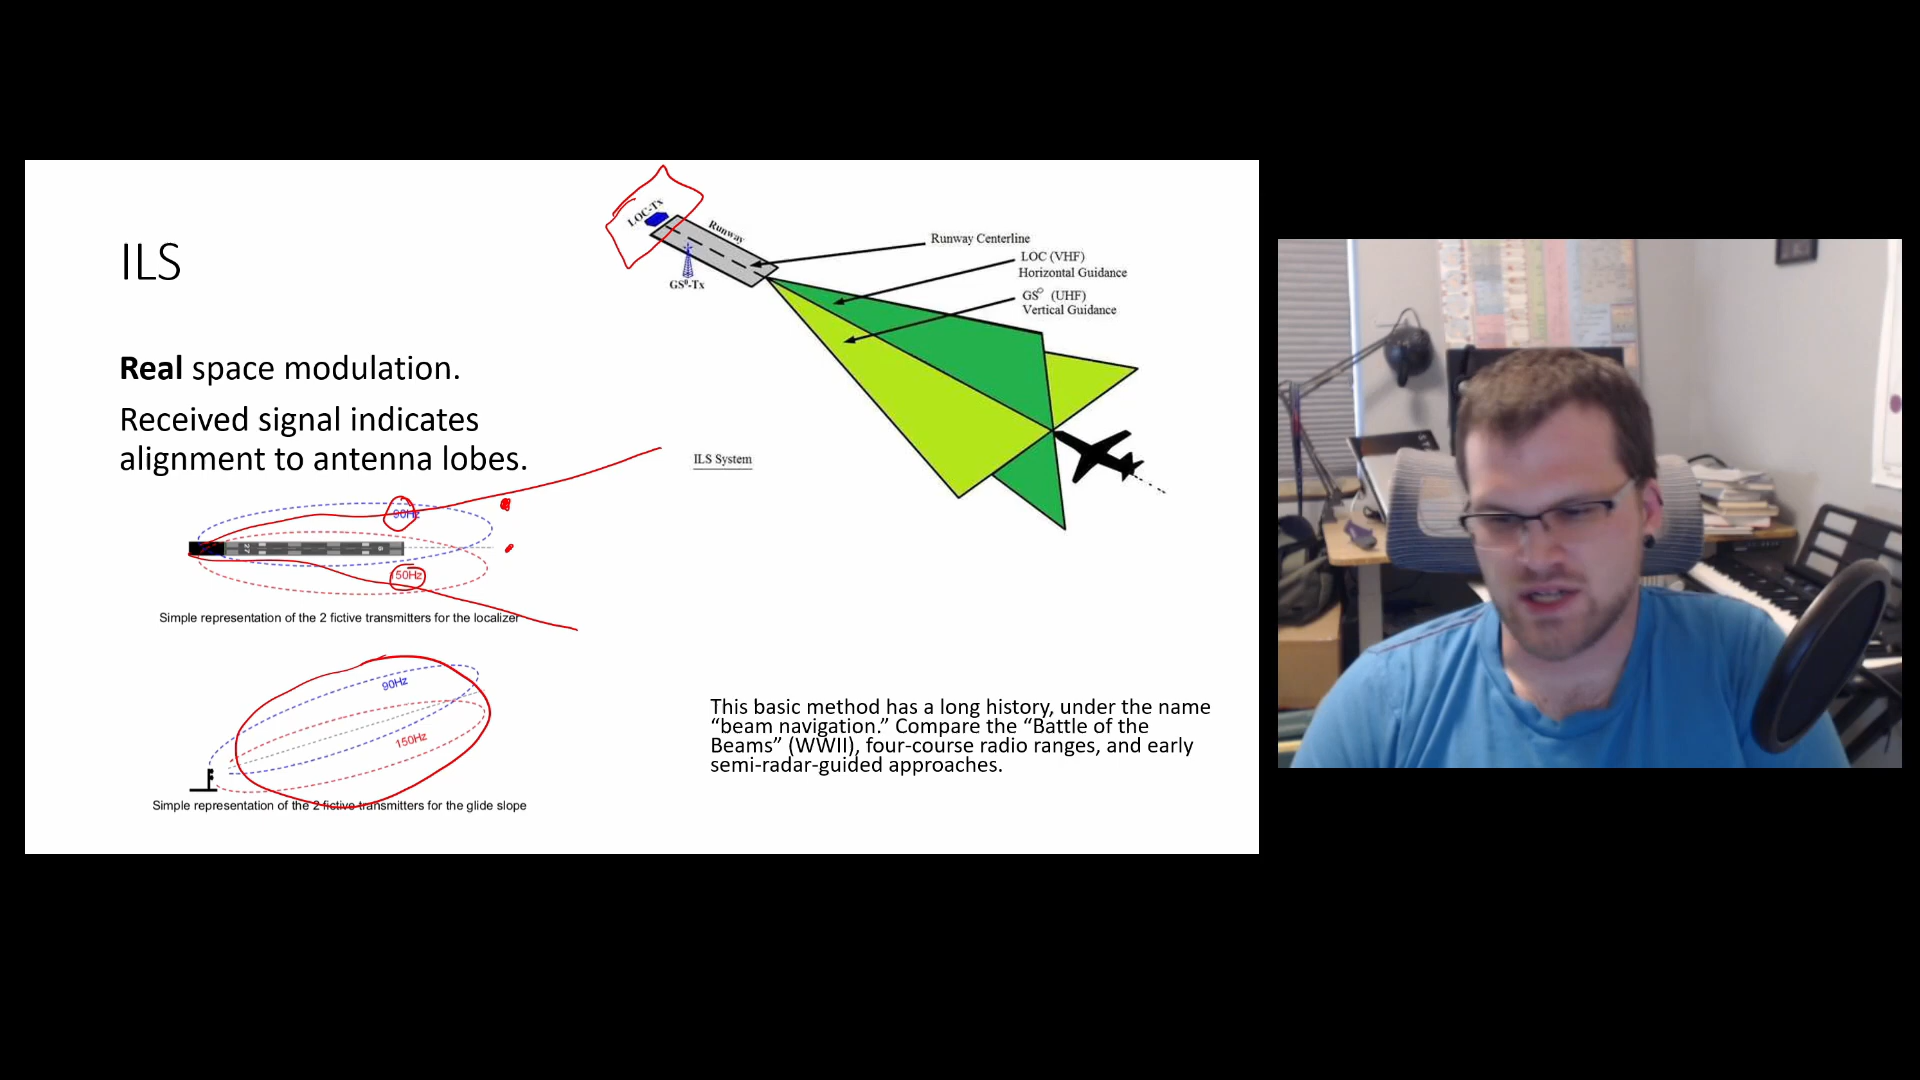 ILS
Real space modulation.
Received signal indicates
alignment to antenna lobes.
90Hz
27
9
150Hz
Simple representation of the 2 fictive transmitters for the localizer
90Hz
150Hz
Simple representation of the 2 fictive transmitters for the glide slope
LOC-Tx
Runway
GS⁰-Tx
Runway Centerline
LOC (VHF)
Horizontal Guidance
GS⁰ (UHF)
Vertical Guidance
ILS System
This basic method has a long history, under the name
“beam navigation.” Compare the “Battle of the
Beams” (WWII), four-course radio ranges, and early
semi-radar-guided approaches.